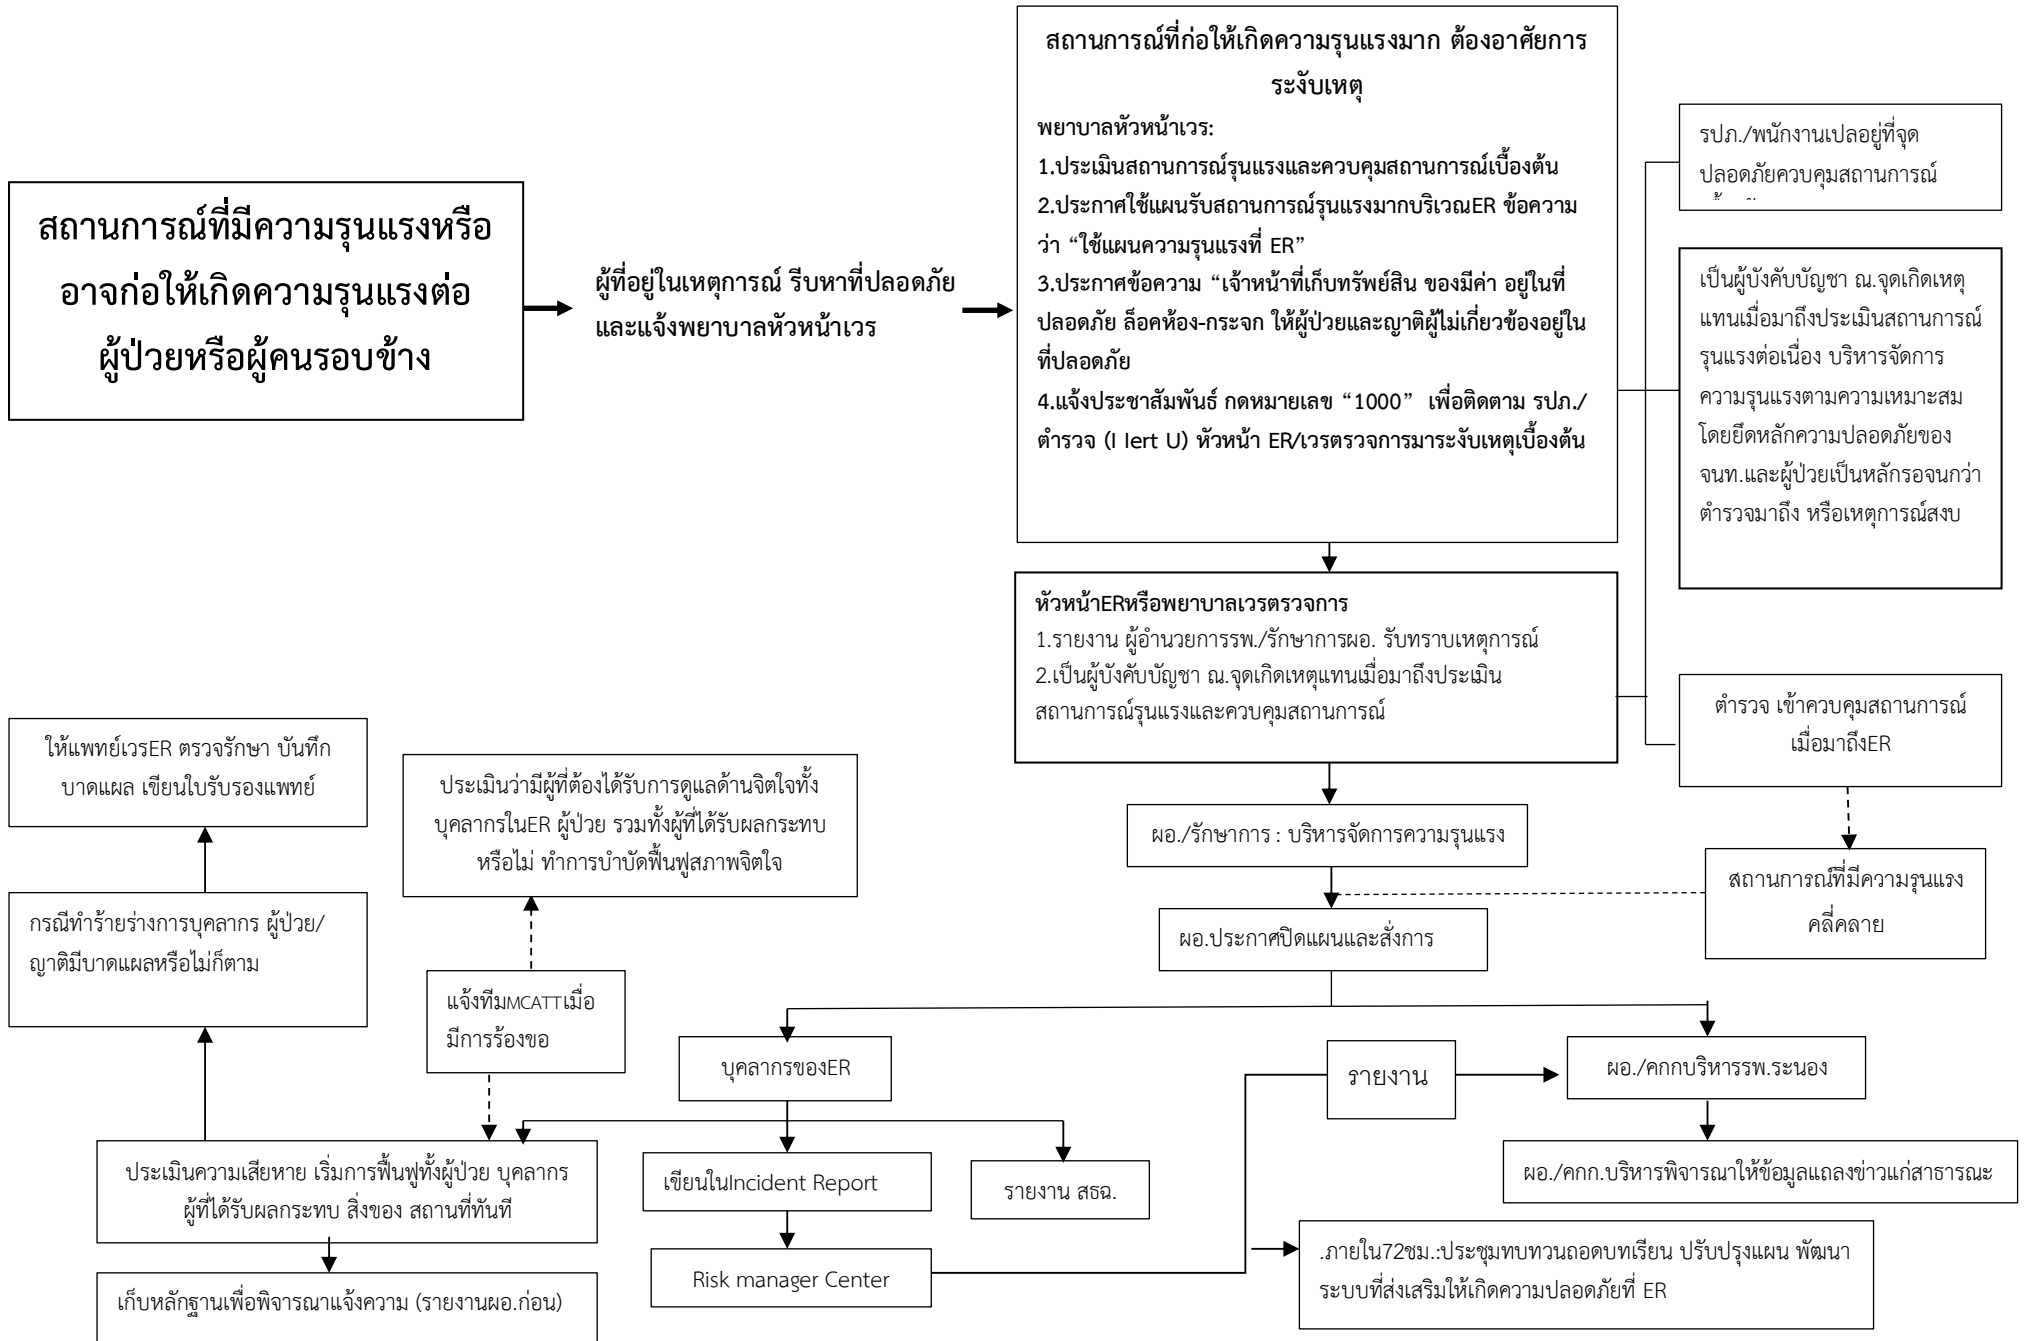 สถานการณ์ที่มีความรุนแรงหรือ
อาจก่อให้เกิดความรุนแรงต่อ
ผู้ป่วยหรือผู้คนรอบข้าง
ผู้ที่อยู่ในเหตุการณ์ รีบหาที่ปลอดภัย
และแจ้งพยาบาลหัวหน้าเวร
สถานการณ์ที่ก่อให้เกิดความรุนแรงมาก ต้องอาศัยการ
ระงับเหตุ
พยาบาลหัวหน้าเวร:
1.ประเมินสถานการณ์รุนแรงและควบคุมสถานการณ์เบื้องต้น
2.ประกาศใช้แผนรับสถานการณ์รุนแรงมากบริเวณER ข้อความ
ว่า “ใช้แผนความรุนแรงที่ ER”
3.ประกาศข้อความ “เจ้าหน้าที่เก็บทรัพย์สิน ของมีค่า อยู่ในที่
ปลอดภัย ล็อคห้อง-กระจก ให้ผู้ป่วยและญาติผู้ไม่เกี่ยวข้องอยู่ใน
ที่ปลอดภัย
4.แจ้งประชาสัมพันธ์ กดหมายเลข “1000” เพื่อติดตาม รปภ./
ตำรวจ (I lert U) หัวหน้า ER/เวรตรวจการมาระงับเหตุเบื้องต้น
รปภ./พนักงานเปลอยู่ที่จุด
ปลอดภัยควบคุมสถานการณ์
เป็นผู้บังคับบัญชา ณ.จุดเกิดเหตุ
แทนเมื่อมาถึงประเมินสถานการณ์
รุนแรงต่อเนื่อง บริหารจัดการ
ความรุนแรงตามความเหมาะสม
โดยยึดหลักความปลอดภัยของ
จนท.และผู้ป่วยเป็นหลักรอจนกว่า
ตำรวจมาถึง หรือเหตุการณ์สงบ
หัวหน้าERหรือพยาบาลเวรตรวจการ
1.รายงาน ผู้อำนวยการรพ./รักษาการผอ. รับทราบเหตุการณ์
2.เป็นผู้บังคับบัญชา ณ.จุดเกิดเหตุแทนเมื่อมาถึงประเมิน
สถานการณ์รุนแรงและควบคุมสถานการณ์
ตำรวจ เข้าควบคุมสถานการณ์
เมื่อมาถึงER
ผอ./รักษาการ : บริหารจัดการความรุนแรง
สถานการณ์ที่มีความรุนแรง
คลี่คลาย
ผอ.ประกาศปิดแผนและสั่งการ
ให้แพทย์เวรER ตรวจรักษา บันทึก
บาดแผล เขียนใบรับรองแพทย์
ประเมินว่ามีผู้ที่ต้องได้รับการดูแลด้านจิตใจทั้ง
บุคลากรในER ผู้ป่วย รวมทั้งผู้ที่ได้รับผลกระทบ
หรือไม่ ทำการบำบัดฟื้นฟูสภาพจิตใจ
กรณีทำร้ายร่างการบุคลากร ผู้ป่วย/
ญาติมีบาดแผลหรือไม่ก็ตาม
แจ้งทีมMCATTเมื่อ
มีการร้องขอ
บุคลากรของER
รายงาน
ผอ./คกกบริหารรพ.ระนอง
ประเมินความเสียหาย เริ่มการฟื้นฟูทั้งผู้ป่วย บุคลากร
ผู้ที่ได้รับผลกระทบ สิ่งของ สถานที่ทันที
เขียนในIncident Report
รายงาน สธฉ.
ผอ./คกก.บริหารพิจารณาให้ข้อมูลแถลงข่าวแก่สาธารณะ
เก็บหลักฐานเพื่อพิจารณาแจ้งความ (รายงานผอ.ก่อน)
Risk manager Center
.ภายใน72ชม.:ประชุมทบทวนถอดบทเรียน ปรับปรุงแผน พัฒนา
ระบบที่ส่งเสริมให้เกิดความปลอดภัยที่ ER